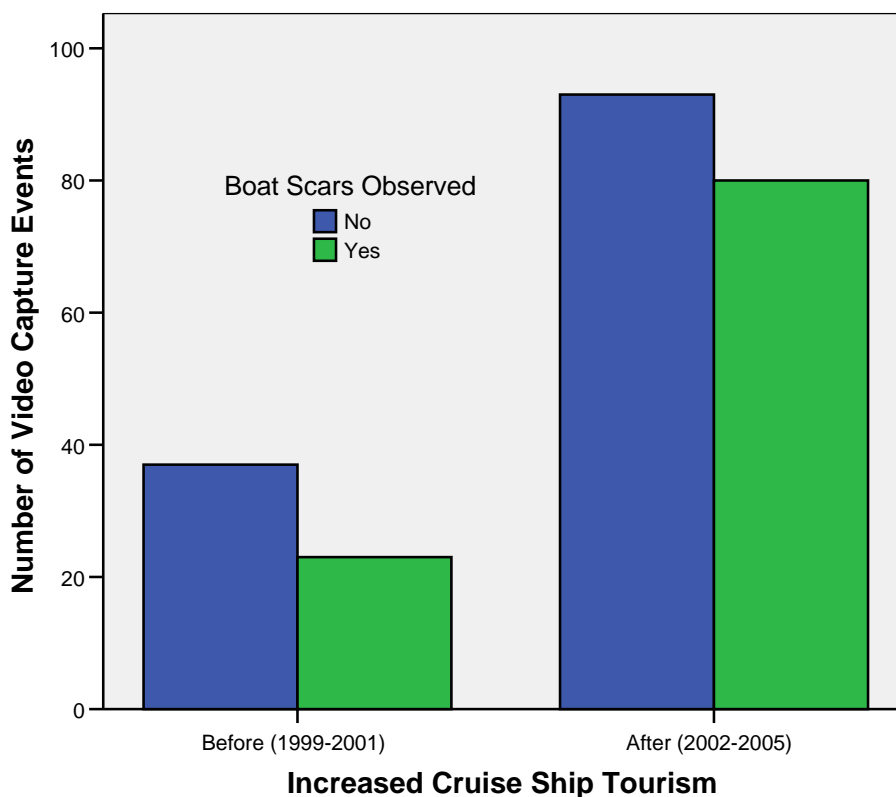 Number of Video Capture Events
100
80
60
40
20
0
Boat Scars Observed
No
Yes
Before (1999-2001)
After (2002-2005)
Increased Cruise Ship Tourism